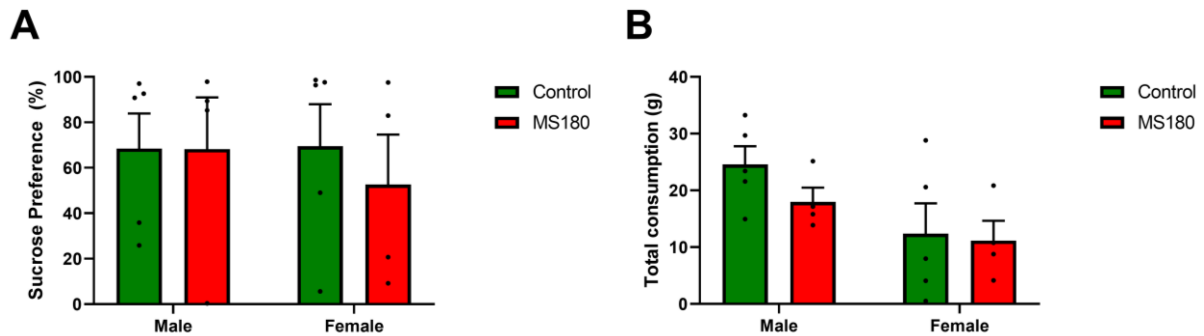 A
Sucrose Preference (%)
100
80
60
40
20
0
Male
Female
Control
MS180
B
Total consumption (g)
40
30
20
10
0
Male
Female
Control
MS180